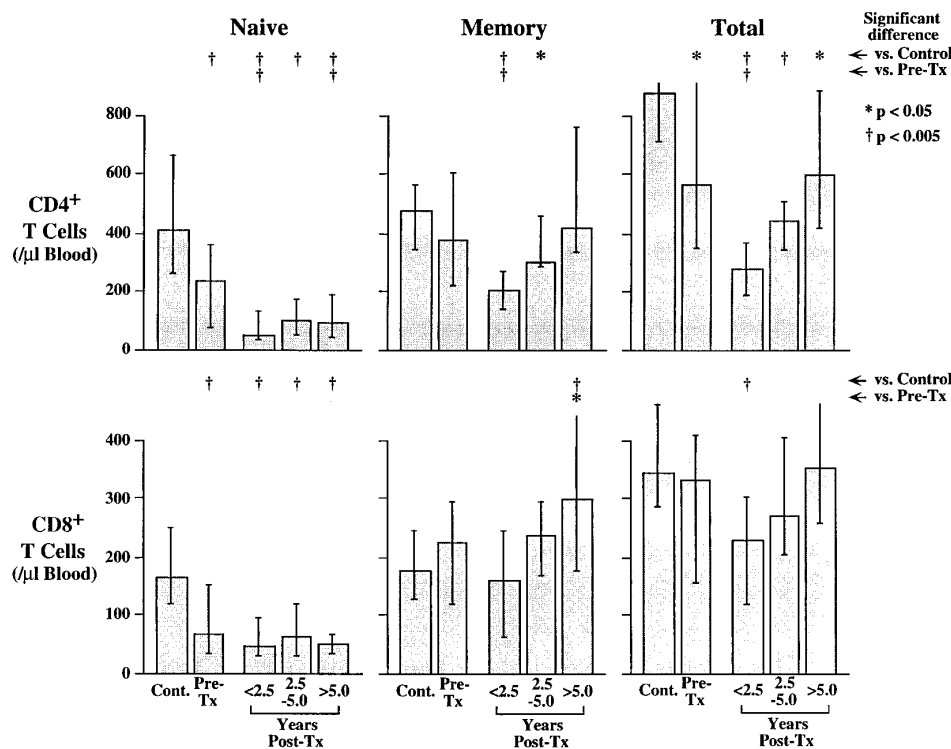 Naive Memory Total
Significant
difference
† † † † † * † * † * ← vs. Control
† † † † ← vs. Pre-Tx
* p < 0.05
† p < 0.005
CD4+
T Cells
(/μl Blood)
800
600
400
200
0
† † † † † † ← vs. Control
* ← vs. Pre-Tx
CD8+
T Cells
(/μl Blood)
400
300
200
100
0
Cont. Pre-Tx <2.5 2.5-5.0 >5.0
Years
Post-Tx
Cont. Pre-Tx <2.5 2.5-5.0 >5.0
Years
Post-Tx
Cont. Pre-Tx <2.5 2.5-5.0 >5.0
Years
Post-Tx